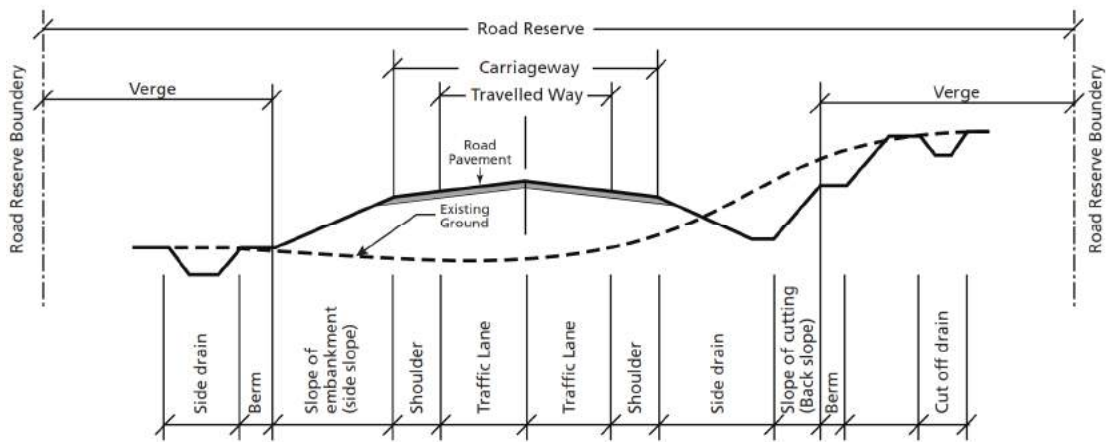 Road Reserve
Carriageway
Verge
Travelled Way
Verge
Road Reserve Boundary
Road Reserve Boundary
Road
Pavement
Existing
Ground
Side drain
Berm
Slope of
embankment
(side slope)
Shoulder
Traffic Lane
Traffic Lane
Shoulder
Side drain
Slope of cutting
(Back slope)
Berm
Cut off drain